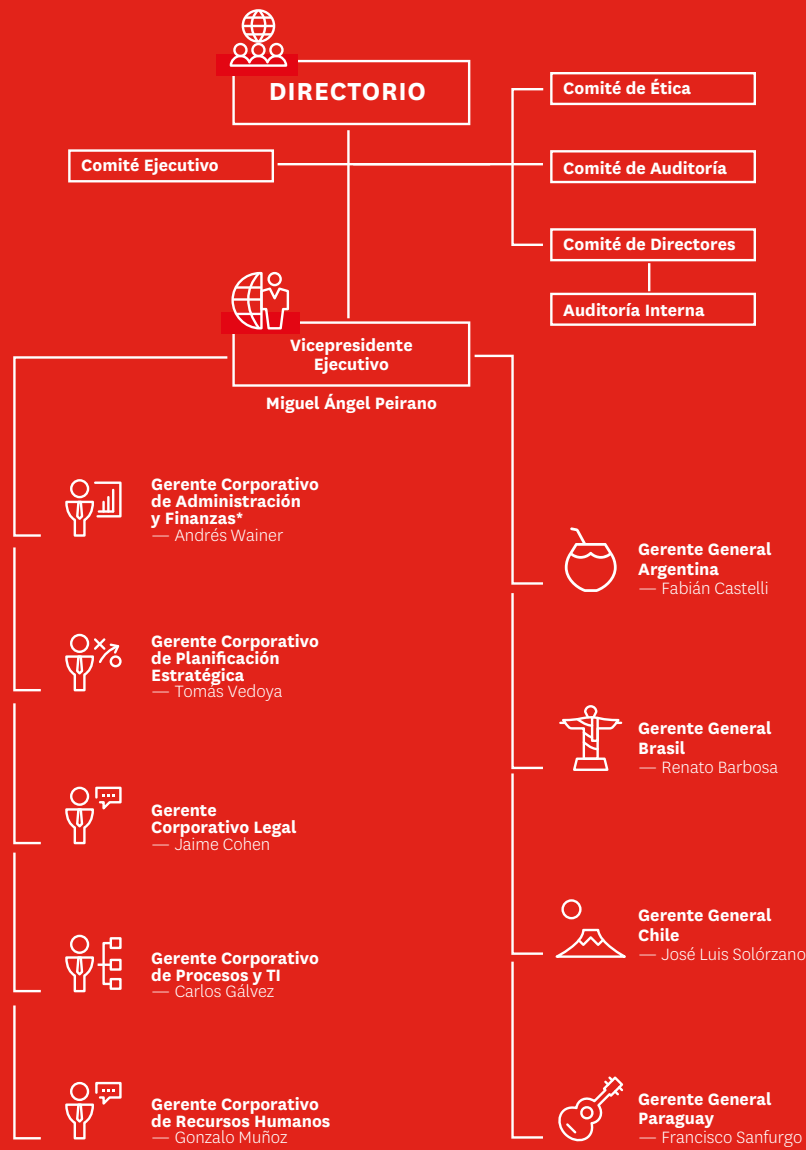 DIRECTORIO
Comité de Ética
Comité Ejecutivo
Comité de Auditoría
Comité de Directores
Auditoría Interna
Vicepresidente
Ejecutivo
Miguel Ángel Peirano
Gerente Corporativo
de Administración
y Finanzas*
— Andrés Wainer
Gerente Corporativo
de Planificación
Estratégica
— Tomás Vedoya
Gerente
Corporativo Legal
— Jaime Cohen
Gerente Corporativo
de Procesos y TI
— Carlos Gálvez
Gerente Corporativo
de Recursos Humanos
— Gonzalo Muñoz
Gerente General
Argentina
— Fabián Castelli
Gerente General
Brasil
— Renato Barbosa
Gerente General
Chile
— José Luis Solórzano
Gerente General
Paraguay
— Francisco Sanfurgo